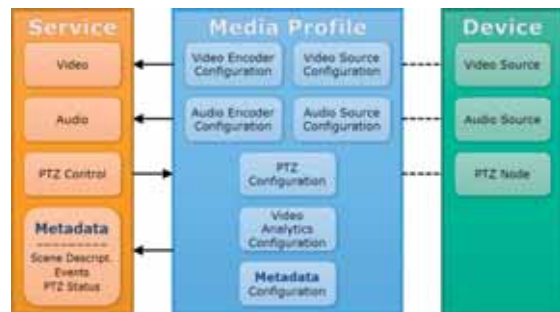 Service
Video
Audio
PTZ Control
Metadata
Scene Descript.
Events
PTZ Status
Media Profile
Video Encoder
Configuration
Video Source
Configuration
Audio Encoder
Configuration
Audio Source
Configuration
PTZ
Configuration
Video
Analytics
Configuration
Metadata
Configuration
Device
Video Source
Audio Source
PTZ Node